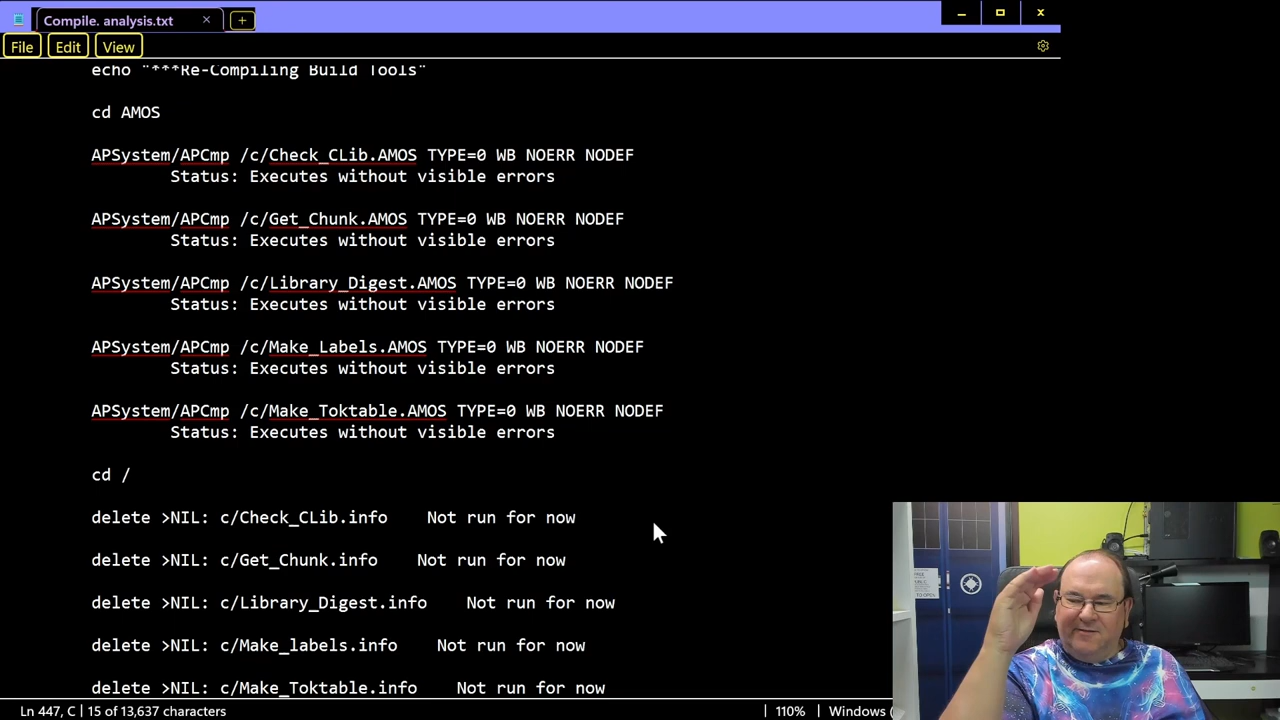 Compile. analysis.txt
File Edit View
echo "***Re-Compiling Build Tools"
cd AMOS
APSystem/APCmp /c/Check_CLib.AMOS TYPE=0 WB NOERR NODEF
Status: Executes without visible errors
APSystem/APCmp /c/Get_Chunk.AMOS TYPE=0 WB NOERR NODEF
Status: Executes without visible errors
APSystem/APCmp /c/Library_Digest.AMOS TYPE=0 WB NOERR NODEF
Status: Executes without visible errors
APSystem/APCmp /c/Make_Labels.AMOS TYPE=0 WB NOERR NODEF
Status: Executes without visible errors
APSystem/APCmp /c/Make_Toktable.AMOS TYPE=0 WB NOERR NODEF
Status: Executes without visible errors
cd /
delete >NIL: c/Check_CLib.info Not run for now
delete >NIL: c/Get_Chunk.info Not run for now
delete >NIL: c/Library_Digest.info Not run for now
delete >NIL: c/Make_labels.info Not run for now
delete >NIL: c/Make_Toktable.info Not run for now
Ln 447, C | 15 of 13,637 characters | 110% | Windows (